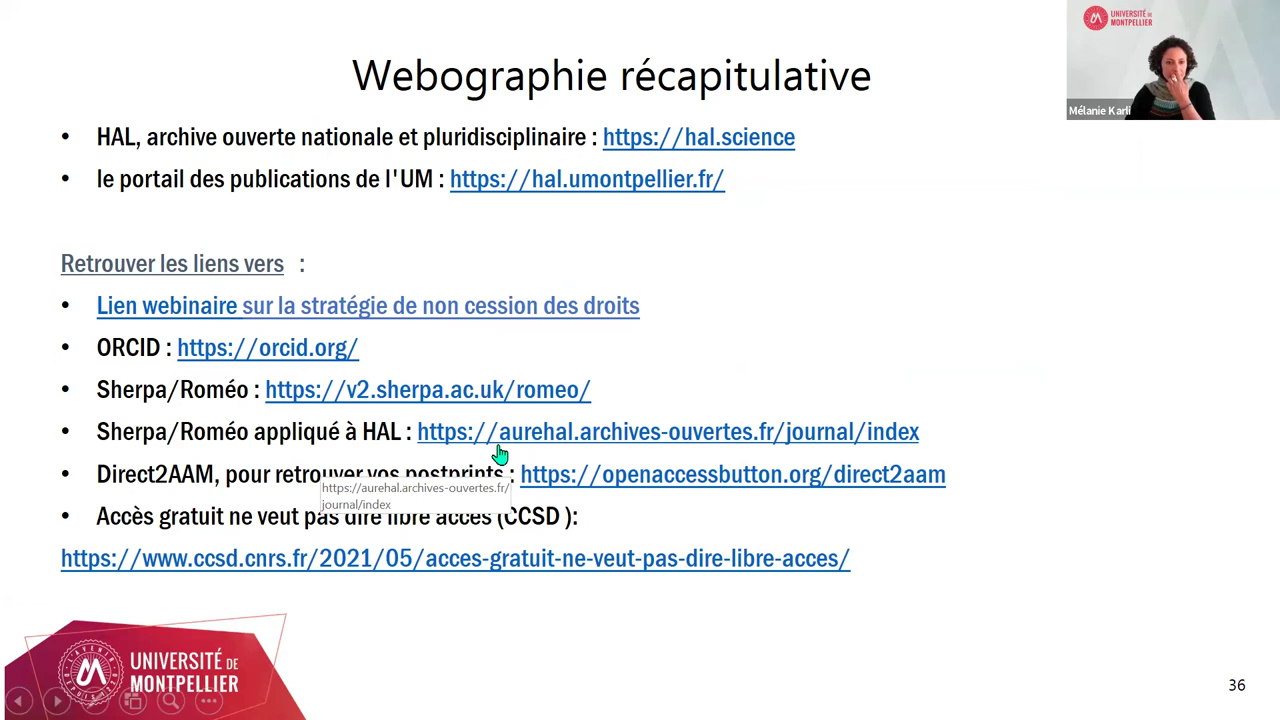 UNIVERSITÉ DE
MONTPELLIER
Mélanie Karli
Webographie récapitulative
• HAL, archive ouverte nationale et pluridisciplinaire : https://hal.science
• le portail des publications de l'UM : https://hal.umontpellier.fr/
Retrouver les liens vers :
• Lien webinaire sur la stratégie de non cession des droits
• ORCID : https://orcid.org/
• Sherpa/Roméo : https://v2.sherpa.ac.uk/romeo/
• Sherpa/Roméo appliqué à HAL : https://aurehal.archives-ouvertes.fr/journal/index
• Direct2AAM, pour retrouver vos postprints : https://openaccessbutton.org/direct2aam
https://aurehal.archives-ouvertes.fr/
journal/index
• Accès gratuit ne veut pas dire libre accès (CCSD ):
https://www.ccsd.cnrs.fr/2021/05/acces-gratuit-ne-veut-pas-dire-libre-acces/
UNIVERSITÉ DE
MONTPELLIER
36